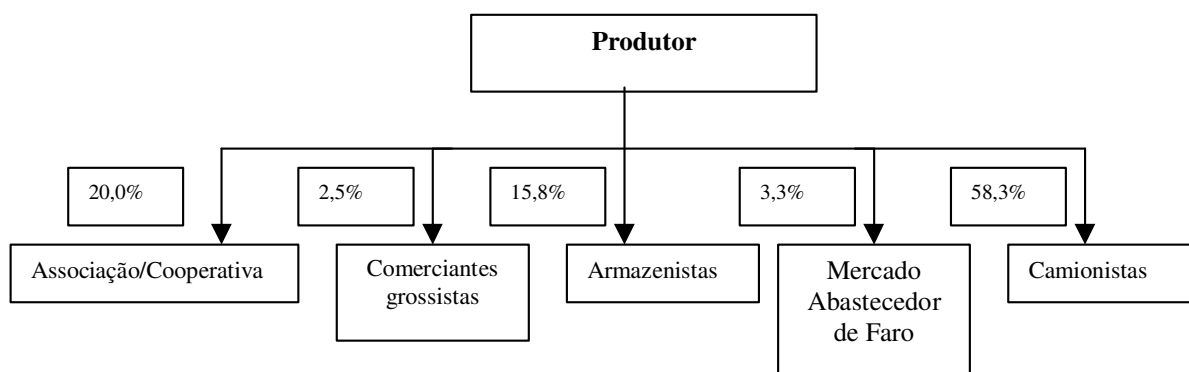 Produtor
20,0%
2,5%
15,8%
3,3%
58,3%
Associação/Cooperativa
Comerciantes
grossistas
Armazenistas
Mercado
Abastecedor
de Faro
Camionistas